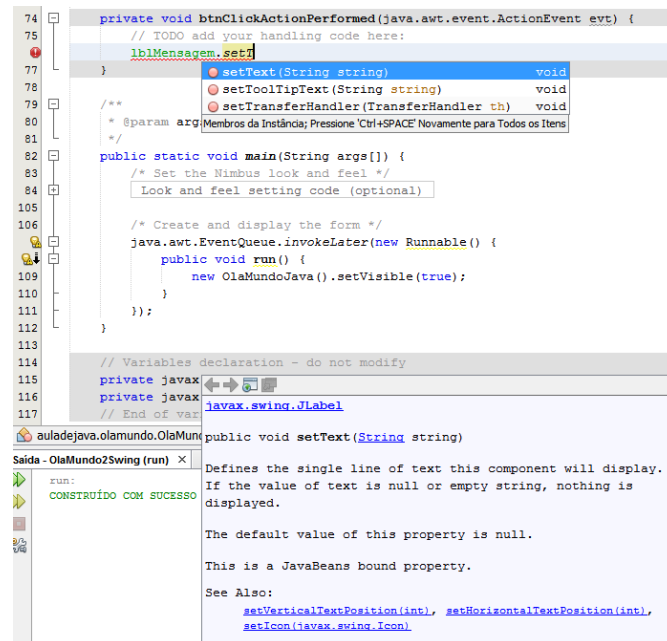 74 private void btnClickActionPerformed(java.awt.event.ActionEvent evt) {
75 // TODO add your handling code here:
lblMensagem.setT
77 }
setText(String string) void
78 setToolTipText(String string) void
79 /** setTransferHandler(TransferHandler th) void
80 * @param arg
Membros da Instância; Pressione 'Ctrl+SPACE' Novamente para Todos os Itens
81 */
82 public static void main(String args[]) {
83 /* Set the Nimbus look and feel */
84 Look and feel setting code (optional)
105
106 /* Create and display the form */
java.awt.EventQueue.invokeLater(new Runnable() {
public void run() {
109 new OlaMundoJava().setVisible(true);
110 }
111 });
112 }
113
114 // Variables declaration - do not modify
115 private javax
116 private javax
117 // End of var
auladejava.olamundo.OlaMun
Saída - OlaMundo2Swing (run) ×
run:
CONSTRUÍDO COM SUCESSO
javax.swing.JLabel
public void setText(String string)
Defines the single line of text this component will display.
If the value of text is null or empty string, nothing is
displayed.
The default value of this property is null.
This is a JavaBeans bound property.
See Also:
setVerticalTextPosition(int), setHorizontalTextPosition(int),
setIcon(javax.swing.Icon)